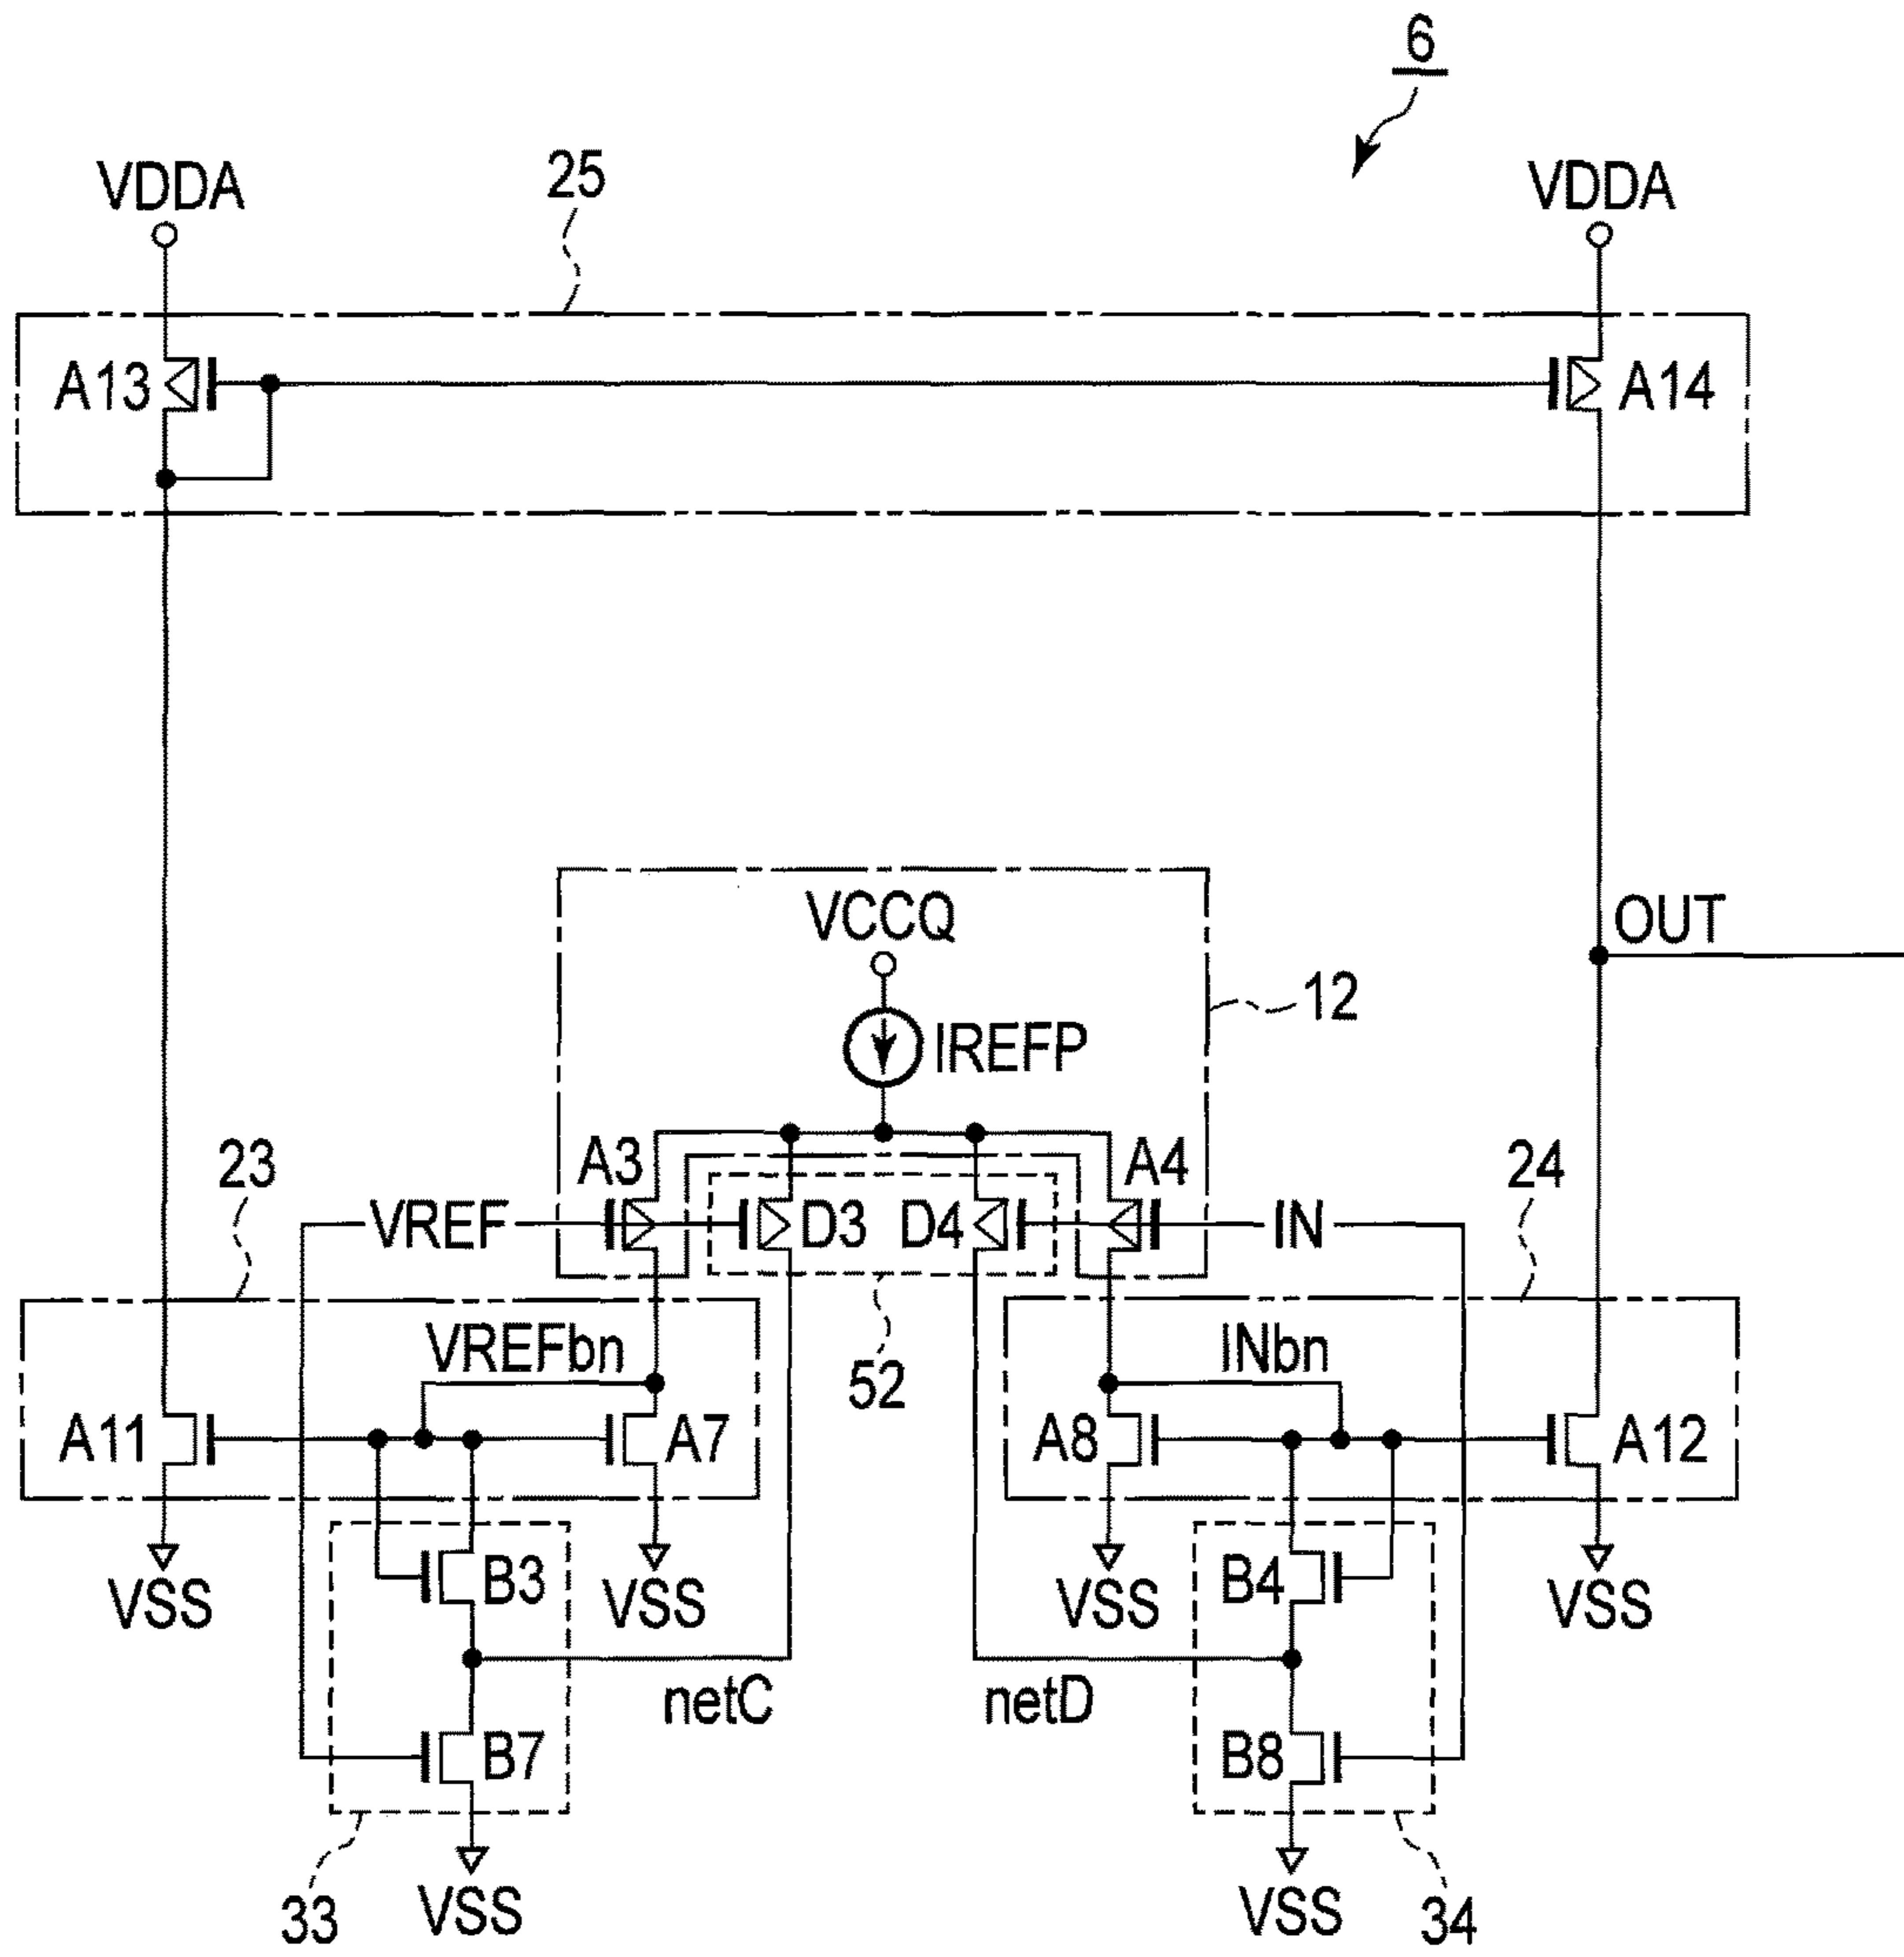 6
VDDA
25
VDDA
A13
A14
VCCQ
OUT
12
IREFP
A3
A4
23
24
VREF
D3
D4
IN
VREFbn
52
INbn
A11
A7
A8
A12
VSS
B3
VSS
VSS
B4
VSS
netC
netD
B7
B8
33
VSS
VSS
34